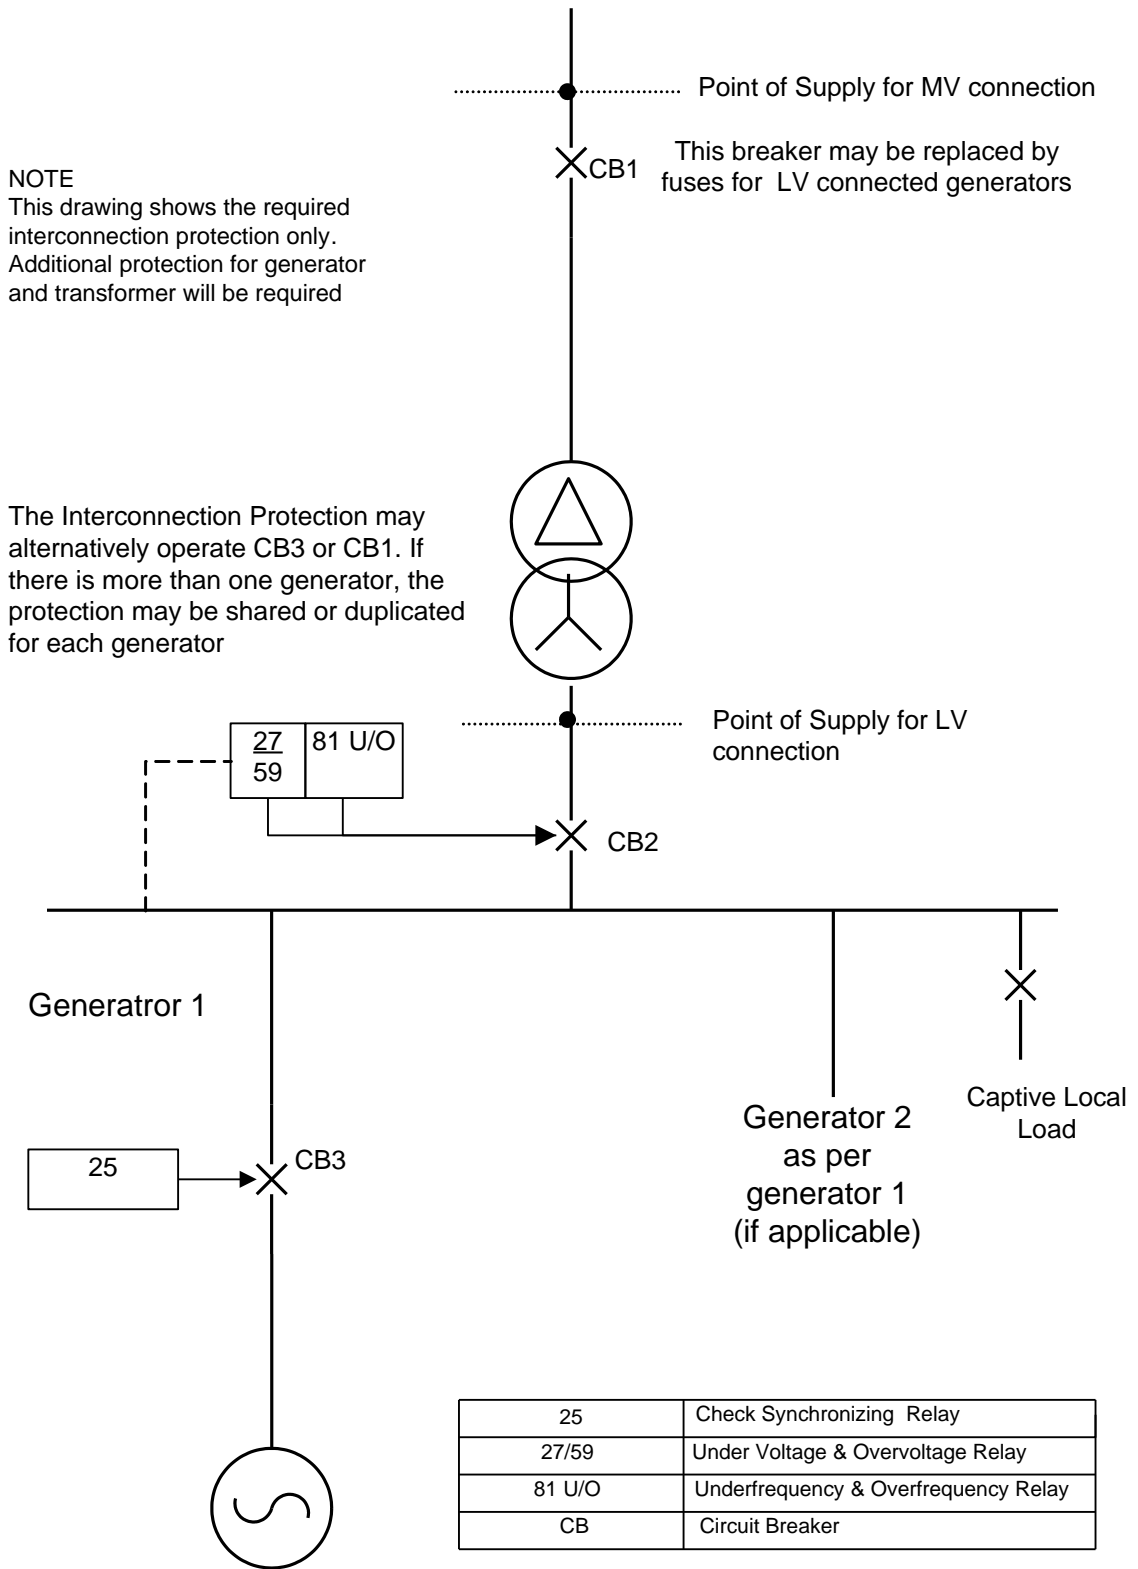 Point of Supply for MV connection
CB1
This breaker may be replaced by
fuses for LV connected generators
NOTE
This drawing shows the required
interconnection protection only.
Additional protection for generator
and transformer will be required
The Interconnection Protection may
alternatively operate CB3 or CB1. If
there is more than one generator, the
protection may be shared or duplicated
for each generator
Point of Supply for LV
connection
27
59
81 U/O
CB2
Generatror 1
Captive Local
Load
Generator 2
as per
generator 1
(if applicable)
25
CB3
25 Check Synchronizing Relay
27/59 Under Voltage & Overvoltage Relay
81 U/O Underfrequency & Overfrequency Relay
CB Circuit Breaker